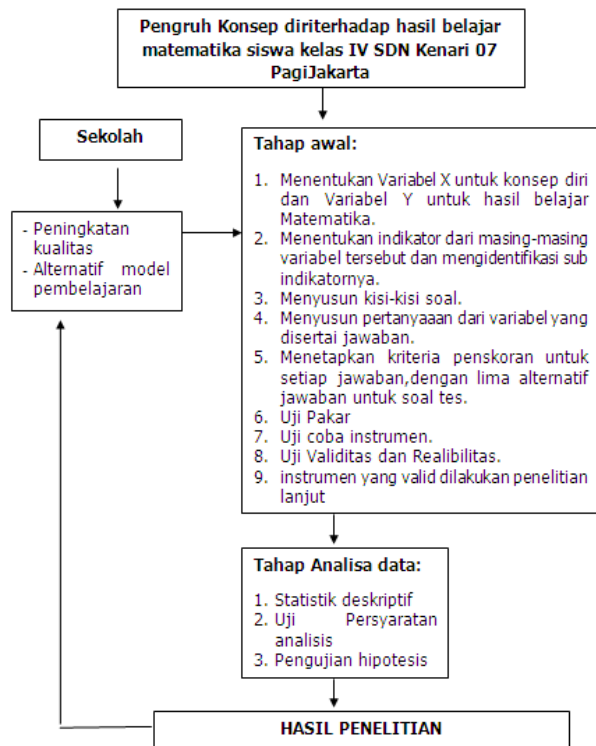 Pengruh Konsep diriterhadap hasil belajar
matematika siswa kelas IV SDN Kenari 07
PagiJakarta
Sekolah
- Peningkatan
kualitas
- Alternatif model
pembelajaran
Tahap awal:
1. Menentukan Variabel X untuk konsep diri
dan Variabel Y untuk hasil belajar
Matematika.
2. Menentukan indikator dari masing-masing
variabel tersebut dan mengidentifikasi sub
indikatornya.
3. Menyusun kisi-kisi soal.
4. Menyusun pertanyaaan dari variabel yang
disertai jawaban.
5. Menetapkan kriteria penskoran untuk
setiap jawaban,dengan lima alternatif
jawaban untuk soal tes.
6. Uji Pakar
7. Uji coba instrumen.
8. Uji Validitas dan Realibilitas.
9. instrumen yang valid dilakukan penelitian
lanjut
Tahap Analisa data:
1. Statistik deskriptif
2. Uji Persyaratan
analisis
3. Pengujian hipotesis
HASIL PENELITIAN